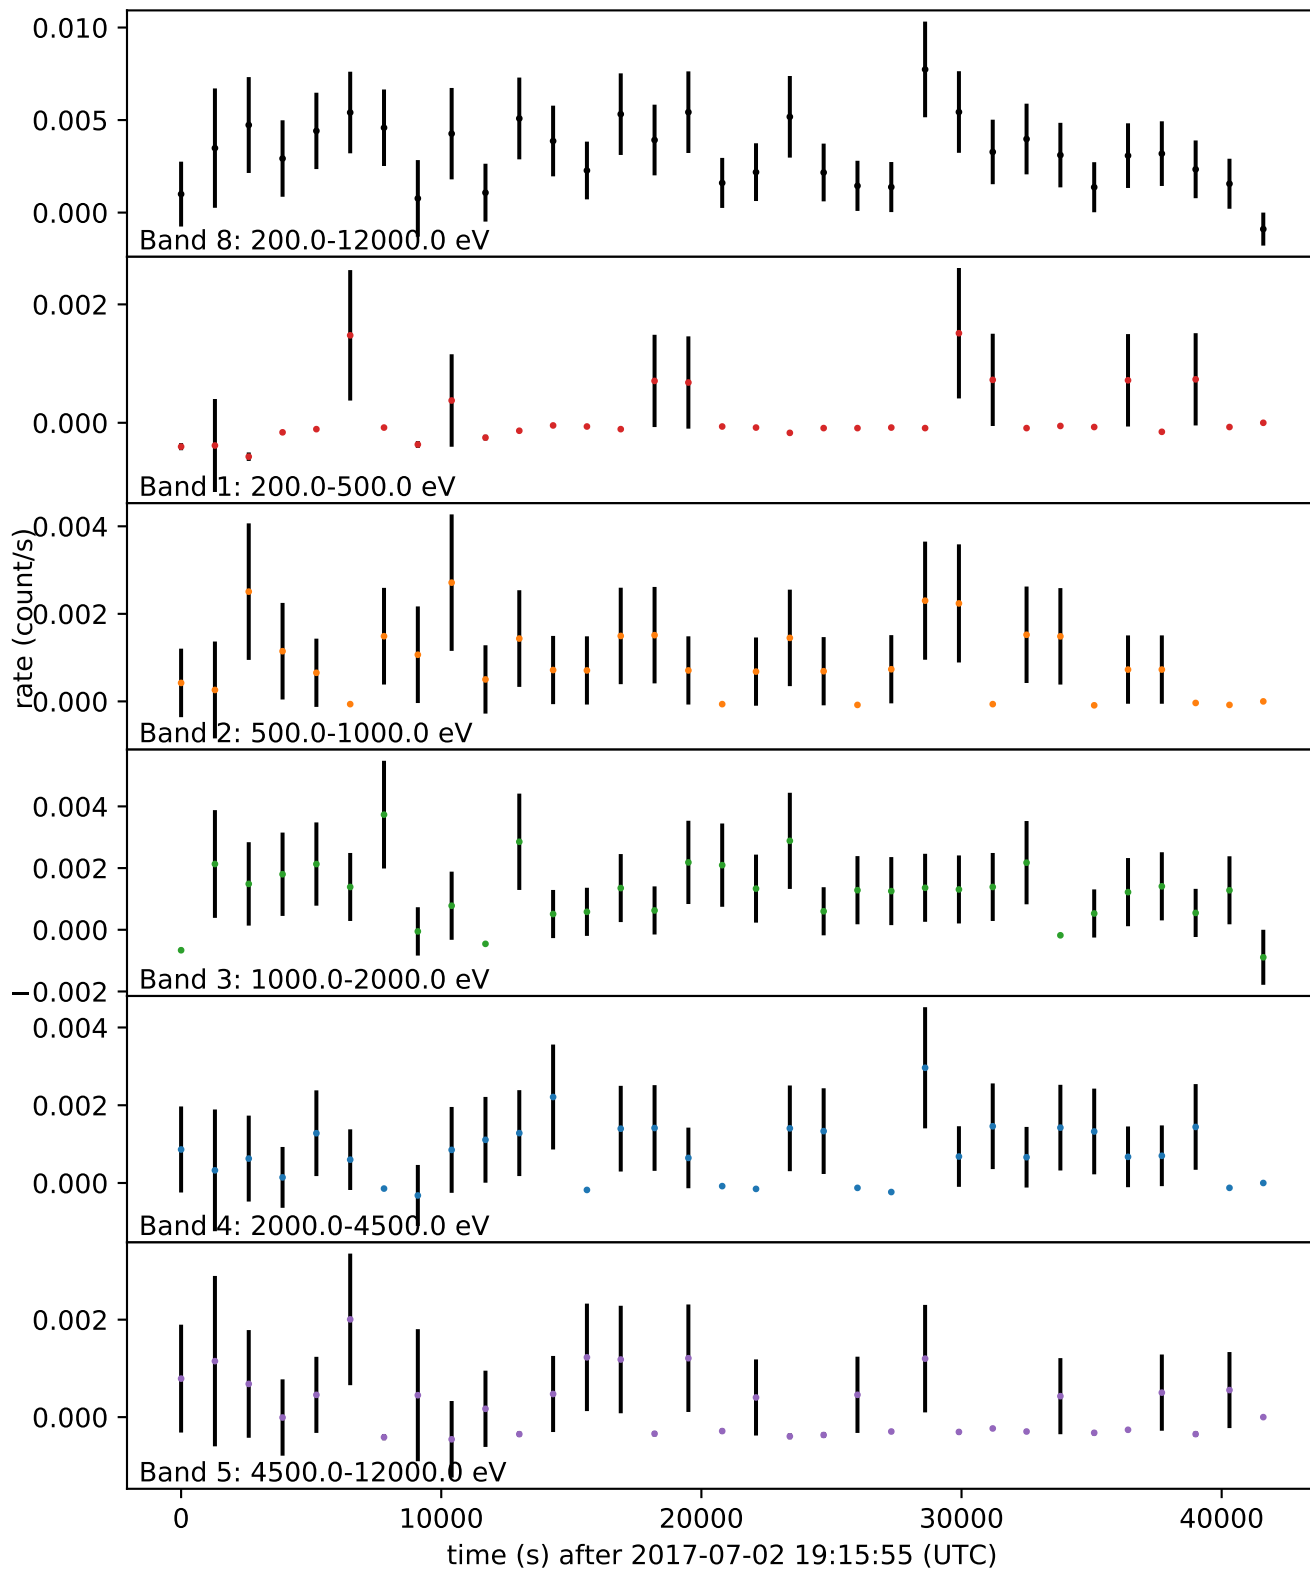 0.010
0.005
0.000
Band 8: 200.0-12000.0 eV
0.002
0.000
Band 1: 200.0-500.0 eV
rate (count/s)
0.004
0.002
0.000
Band 2: 500.0-1000.0 eV
0.004
0.002
0.000
−0.002
Band 3: 1000.0-2000.0 eV
0.004
0.002
0.000
Band 4: 2000.0-4500.0 eV
0.002
0.000
Band 5: 4500.0-12000.0 eV
0 10000 20000 30000 40000
time (s) after 2017-07-02 19:15:55 (UTC)